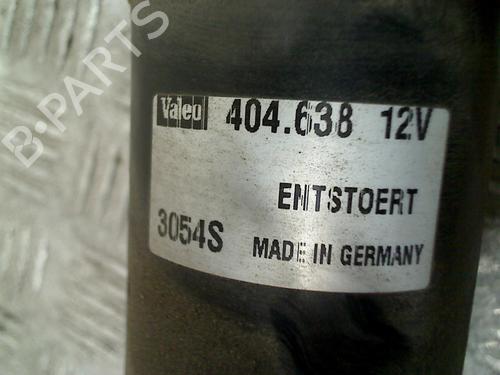 B-PARTS
Valeo 404.638 12V
ENTSTOERT
3054S MADE IN GERMANY